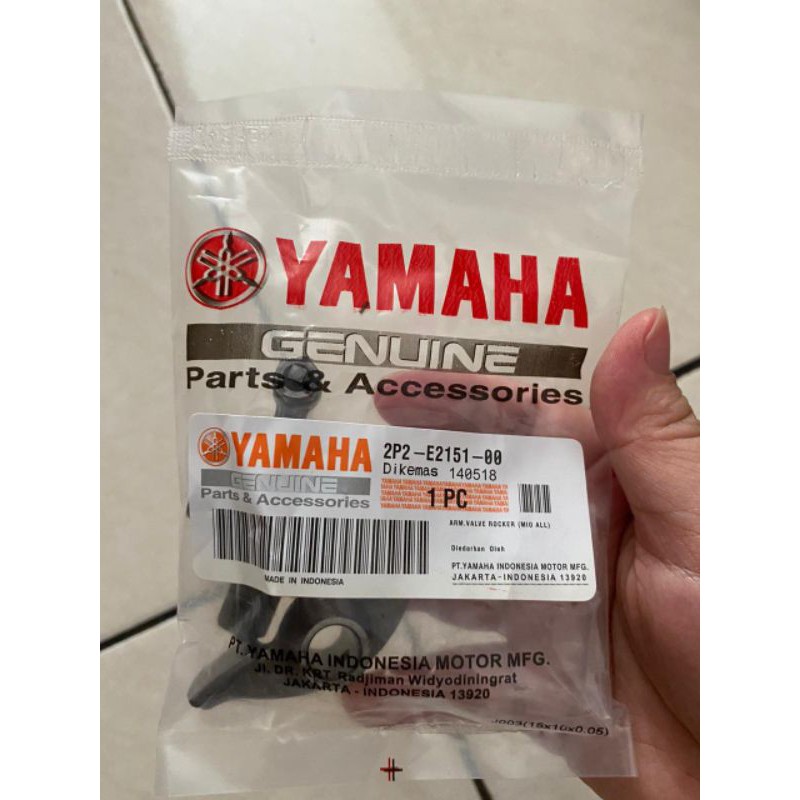 YAMAHA
GENUINE
Parts & Accessories
YAMAHA
GENUINE
Parts & Accessories
2P2-E2151-00
Dikemas 140518
1 PC
ARM.VALVE ROCKER (MIO ALL)
Diedarkan Oleh
PT.YAMAHA INDONESIA MOTOR MFG.
JAKARTA-INDONESIA 13920
MADE IN INDONESIA
PT. YAMAHA INDONESIA MOTOR MFG.
Jl. DR. KRT Radjiman Widyodiningrat
JAKARTA - INDONESIA 13920
(15x10x0.05)